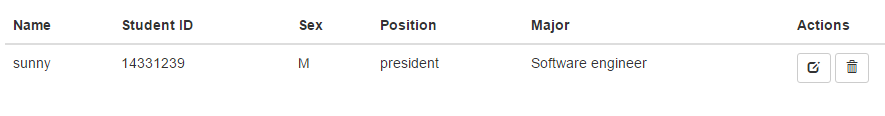 Name Student ID Sex Position Major Actions
sunny 14331239 M president Software engineer